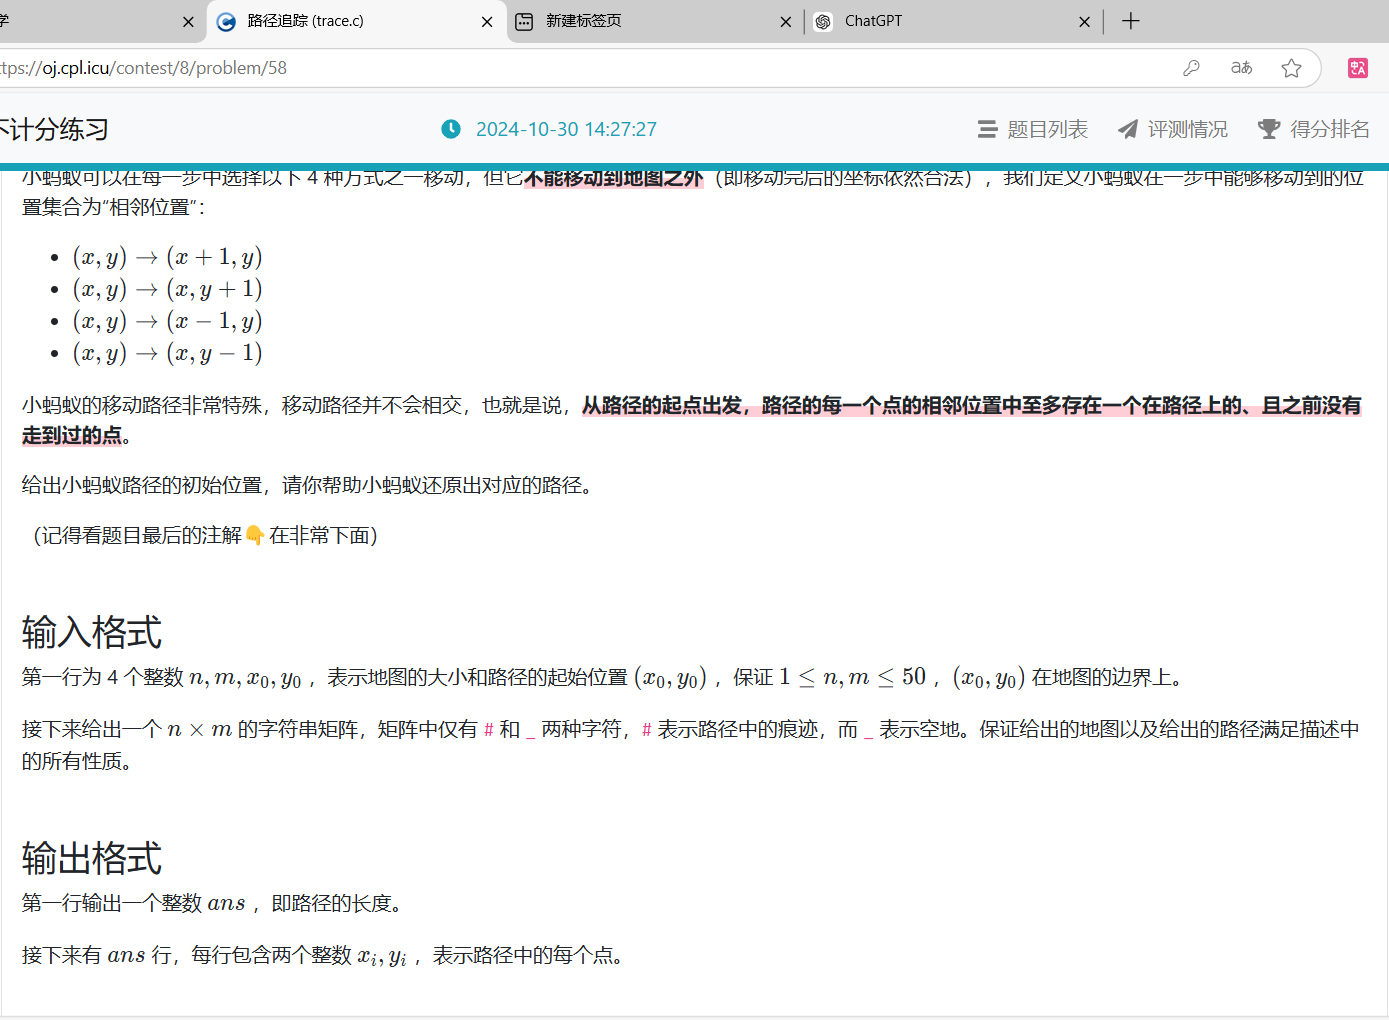 学
路径追踪 (trace.c)
新建标签页
ChatGPT
ttps://oj.cpl.icu/contest/8/problem/58
aあ
不计分练习
2024-10-30 14:27:27
题目列表
评测情况
得分排名
小蚂蚁可以在每一步中选择以下 4 种方式之一移动，但它不能移动到地图之外（即移动完后的坐标依然合法），我们定义小蚂蚁在一步中能够移动到的位
置集合为“相邻位置”：
• (x, y) → (x + 1, y)
• (x, y) → (x, y + 1)
• (x, y) → (x − 1, y)
• (x, y) → (x, y − 1)
小蚂蚁的移动路径非常特殊，移动路径并不会相交，也就是说，从路径的起点出发，路径的每一个点的相邻位置中至多存在一个在路径上的、且之前没有
走到过的点。
给出小蚂蚁路径的初始位置，请你帮助小蚂蚁还原出对应的路径。
（记得看题目最后的注解👇在非常下面）
输入格式
第一行为 4 个整数 n, m, x₀, y₀ ，表示地图的大小和路径的起始位置 (x₀, y₀) ，保证 1 ≤ n, m ≤ 50 ，(x₀, y₀) 在地图的边界上。
接下来给出一个 n × m 的字符串矩阵，矩阵中仅有 # 和 _ 两种字符，# 表示路径中的痕迹，而 _ 表示空地。保证给出的地图以及给出的路径满足描述中
的所有性质。
输出格式
第一行输出一个整数 ans ，即路径的长度。
接下来有 ans 行，每行包含两个整数 xᵢ, yᵢ ，表示路径中的每个点。